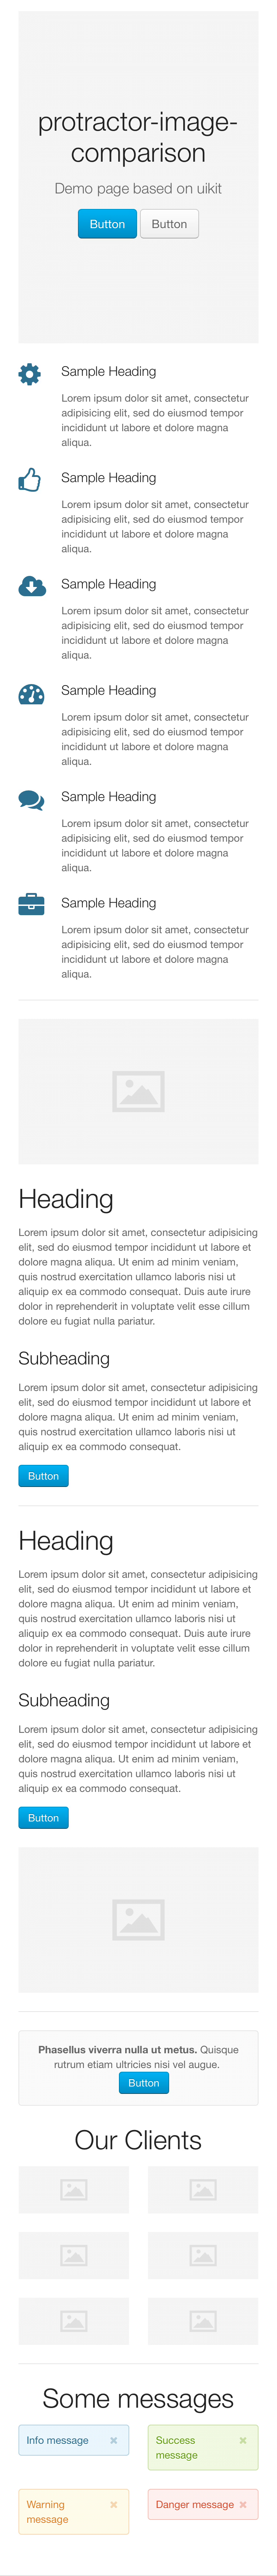 protractor-image-
comparison
Demo page based on uikit
Button Button
Sample Heading
Lorem ipsum dolor sit amet, consectetur
adipisicing elit, sed do eiusmod tempor
incididunt ut labore et dolore magna
aliqua.
Sample Heading
Lorem ipsum dolor sit amet, consectetur
adipisicing elit, sed do eiusmod tempor
incididunt ut labore et dolore magna
aliqua.
Sample Heading
Lorem ipsum dolor sit amet, consectetur
adipisicing elit, sed do eiusmod tempor
incididunt ut labore et dolore magna
aliqua.
Sample Heading
Lorem ipsum dolor sit amet, consectetur
adipisicing elit, sed do eiusmod tempor
incididunt ut labore et dolore magna
aliqua.
Sample Heading
Lorem ipsum dolor sit amet, consectetur
adipisicing elit, sed do eiusmod tempor
incididunt ut labore et dolore magna
aliqua.
Sample Heading
Lorem ipsum dolor sit amet, consectetur
adipisicing elit, sed do eiusmod tempor
incididunt ut labore et dolore magna
aliqua.
Heading
Lorem ipsum dolor sit amet, consectetur adipisicing
elit, sed do eiusmod tempor incididunt ut labore et
dolore magna aliqua. Ut enim ad minim veniam,
quis nostrud exercitation ullamco laboris nisi ut
aliquip ex ea commodo consequat. Duis aute irure
dolor in reprehenderit in voluptate velit esse cillum
dolore eu fugiat nulla pariatur.
Subheading
Lorem ipsum dolor sit amet, consectetur adipisicing
elit, sed do eiusmod tempor incididunt ut labore et
dolore magna aliqua. Ut enim ad minim veniam,
quis nostrud exercitation ullamco laboris nisi ut
aliquip ex ea commodo consequat.
Button
Heading
Lorem ipsum dolor sit amet, consectetur adipisicing
elit, sed do eiusmod tempor incididunt ut labore et
dolore magna aliqua. Ut enim ad minim veniam,
quis nostrud exercitation ullamco laboris nisi ut
aliquip ex ea commodo consequat. Duis aute irure
dolor in reprehenderit in voluptate velit esse cillum
dolore eu fugiat nulla pariatur.
Subheading
Lorem ipsum dolor sit amet, consectetur adipisicing
elit, sed do eiusmod tempor incididunt ut labore et
dolore magna aliqua. Ut enim ad minim veniam,
quis nostrud exercitation ullamco laboris nisi ut
aliquip ex ea commodo consequat.
Button
Phasellus viverra nulla ut metus. Quisque
rutrum etiam ultricies nisi vel augue.
Button
Our Clients
Some messages
Info message
Success
message
Warning
message
Danger message